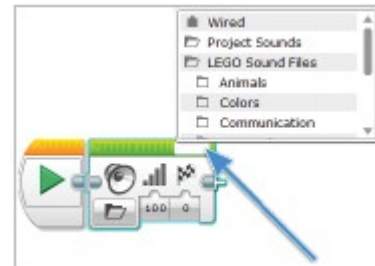 Wired
Project Sounds
LEGO Sound Files
Animals
Colors
Communication
100 0